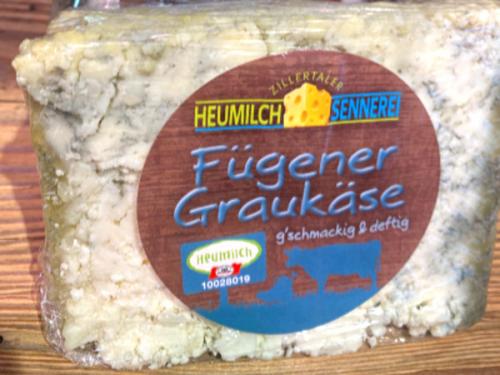 ZILLERTALER
HEUMILCH SENNEREI
Fügener
Graukäse
g'schmackig & deftig
HEUMILCH
10028019